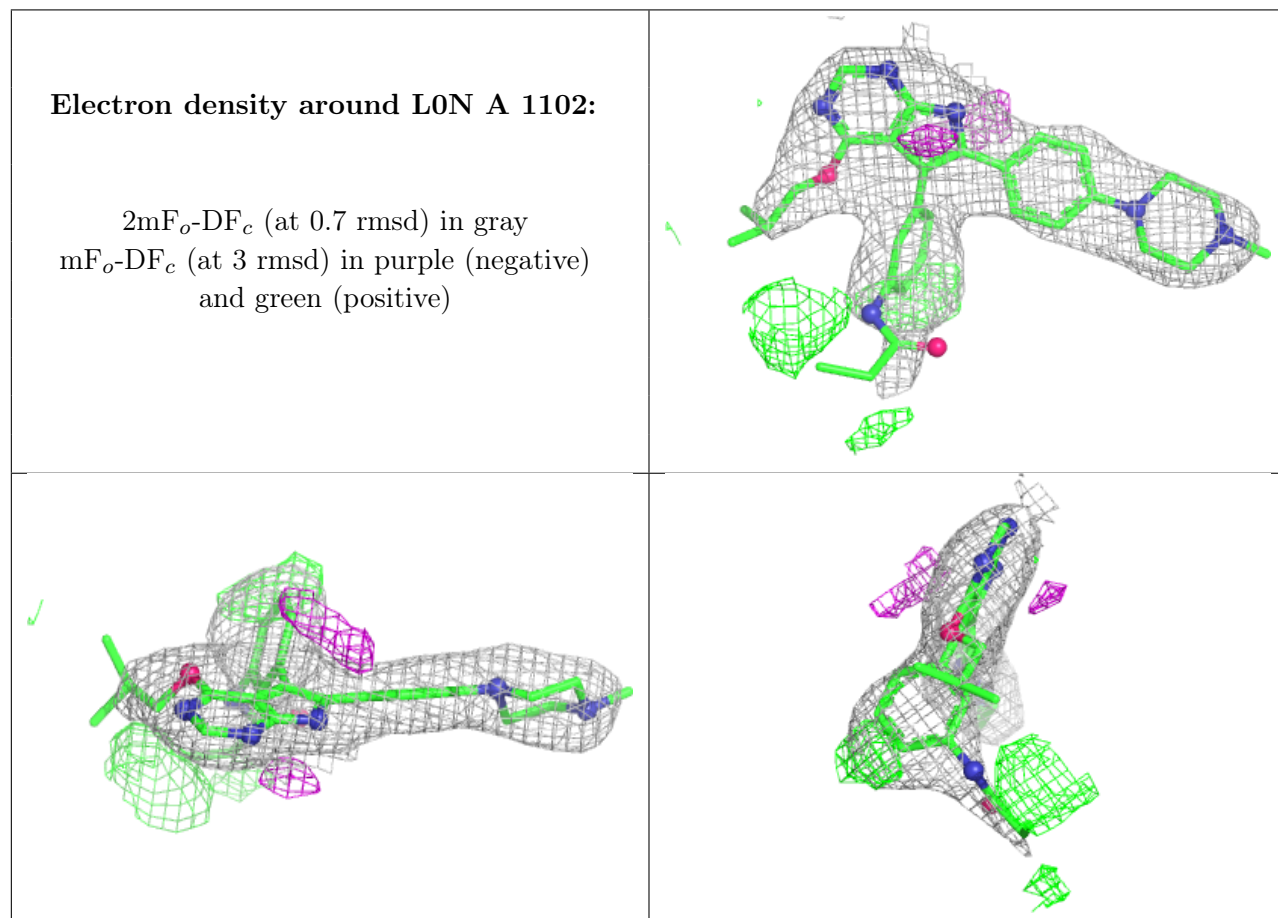 Electron density around L0N A 1102:
2mFo-DFc (at 0.7 rmsd) in gray
mFo-DFc (at 3 rmsd) in purple (negative)
and green (positive)